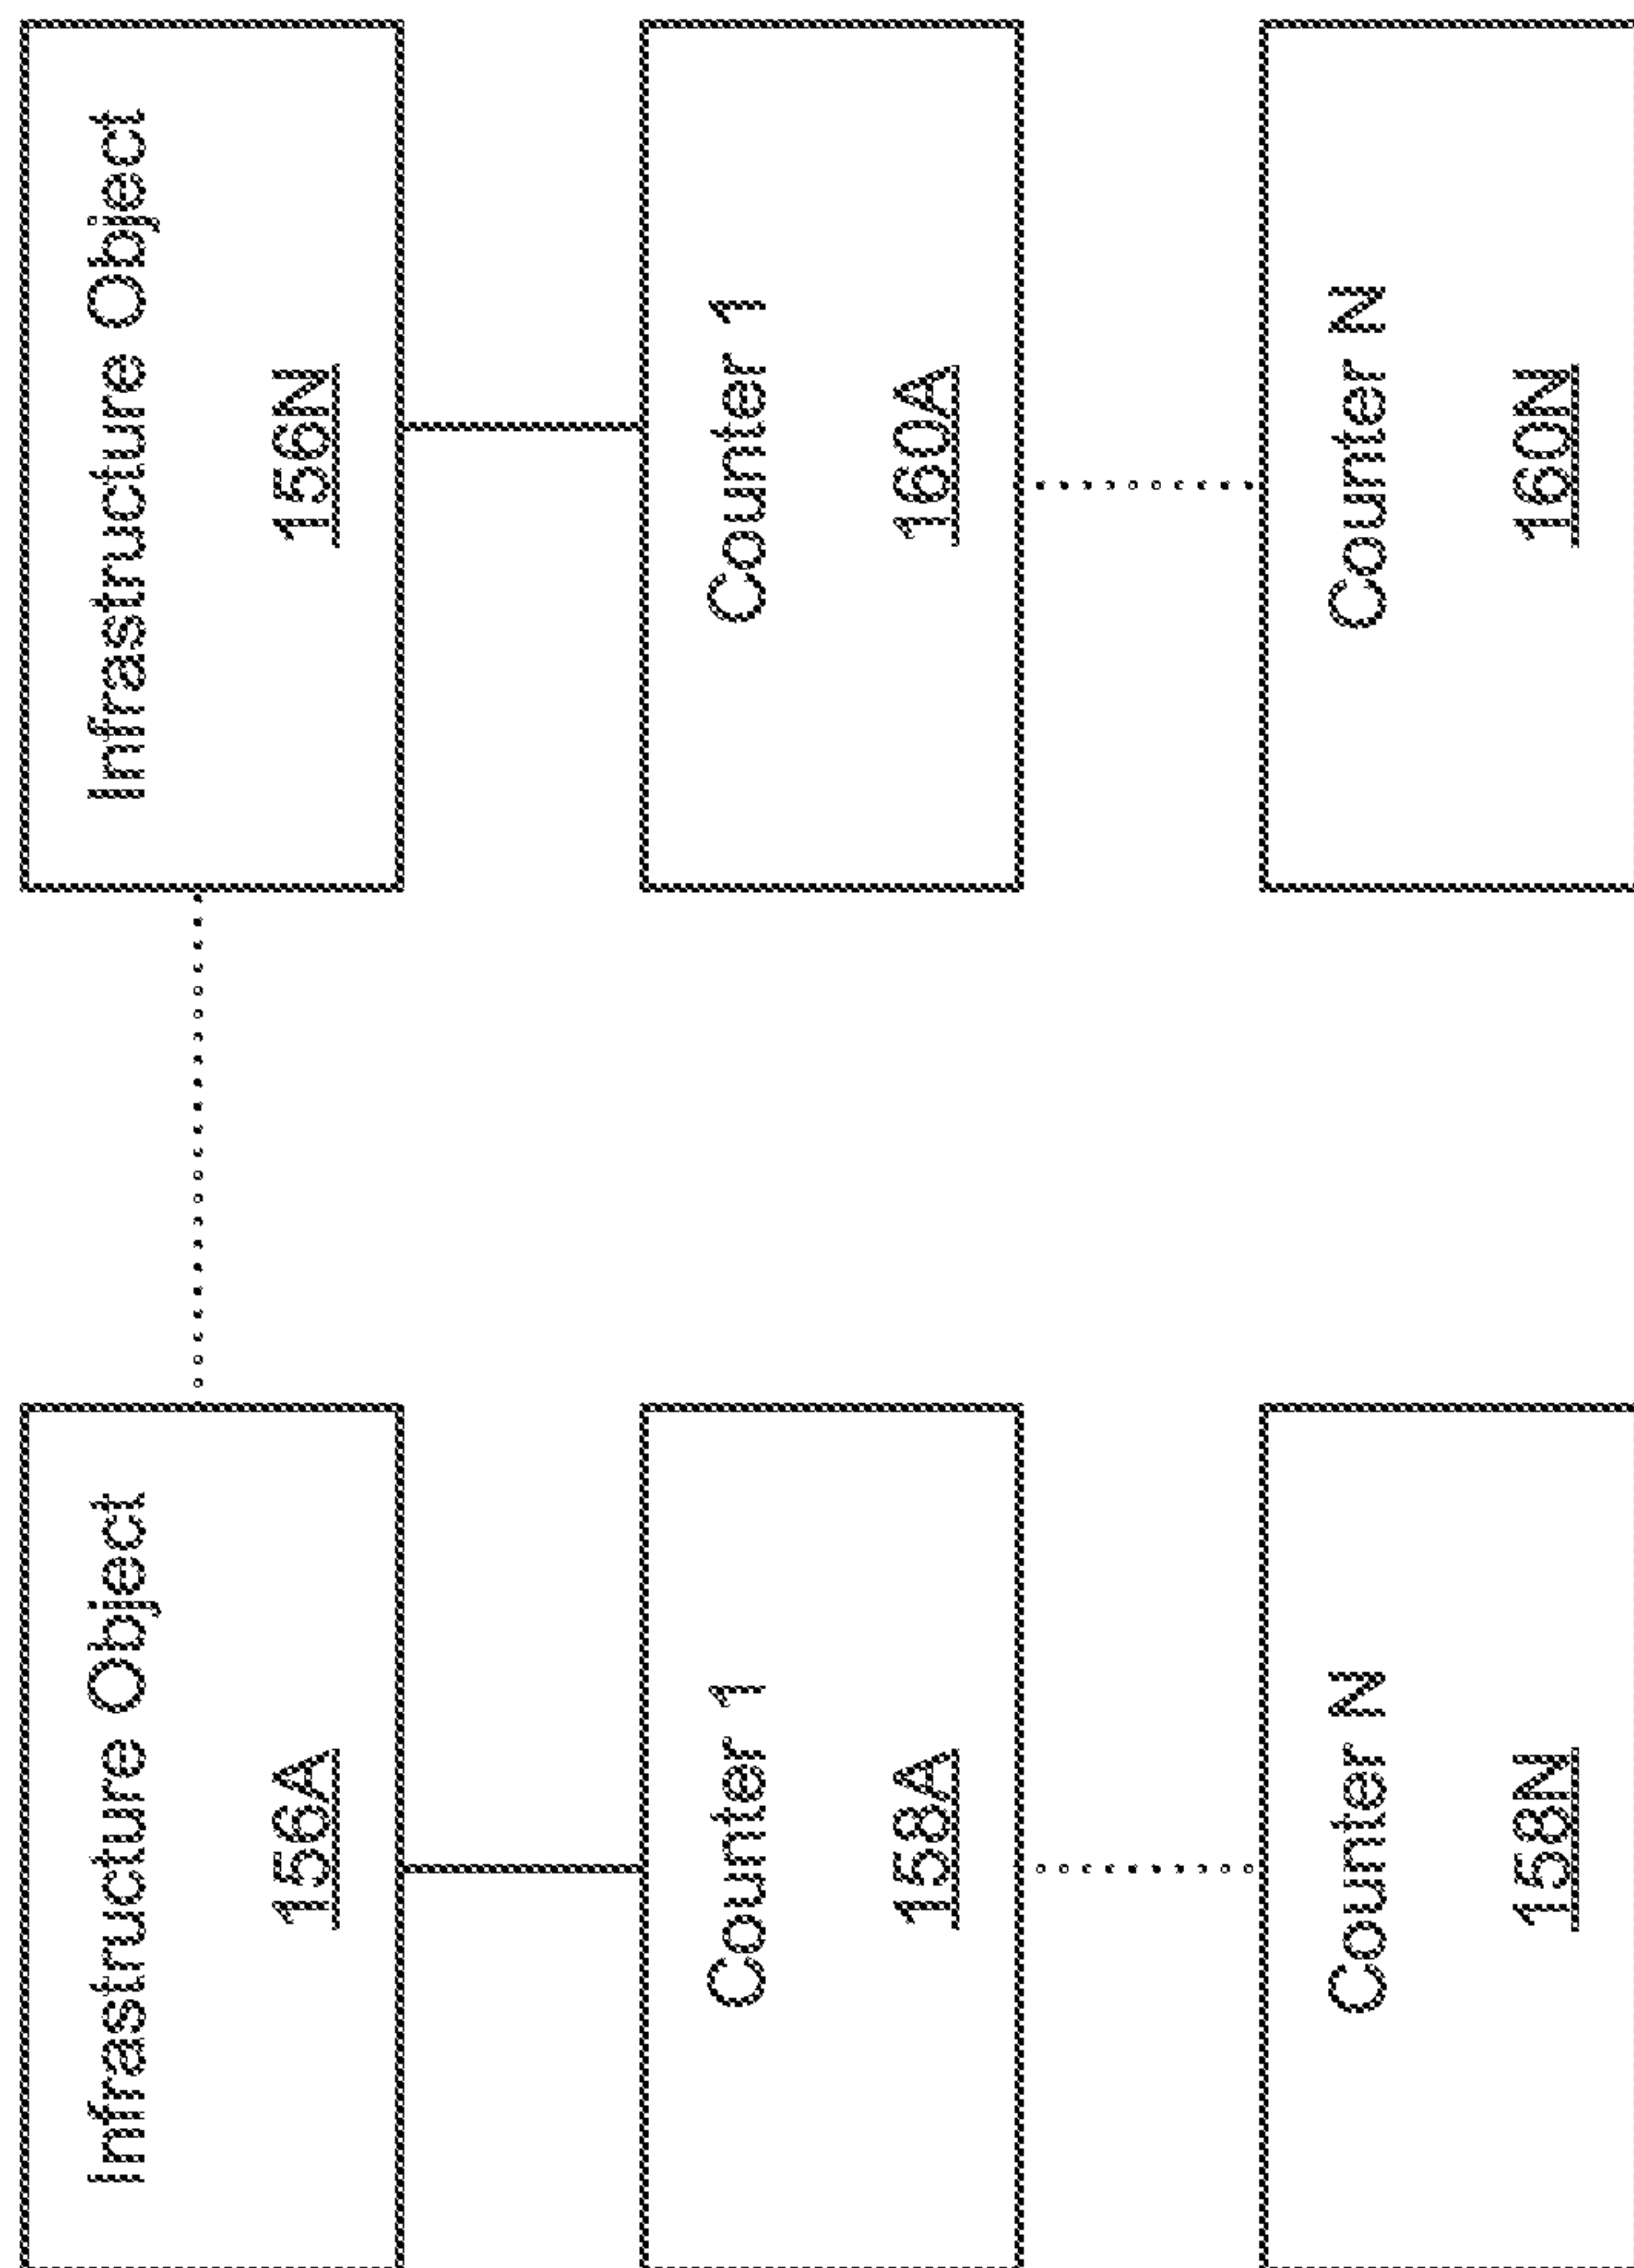 Infrastructure Object
156A
Infrastructure Object
156N
Counter 1
158A
Counter 1
160A
Counter N
158N
Counter N
160N